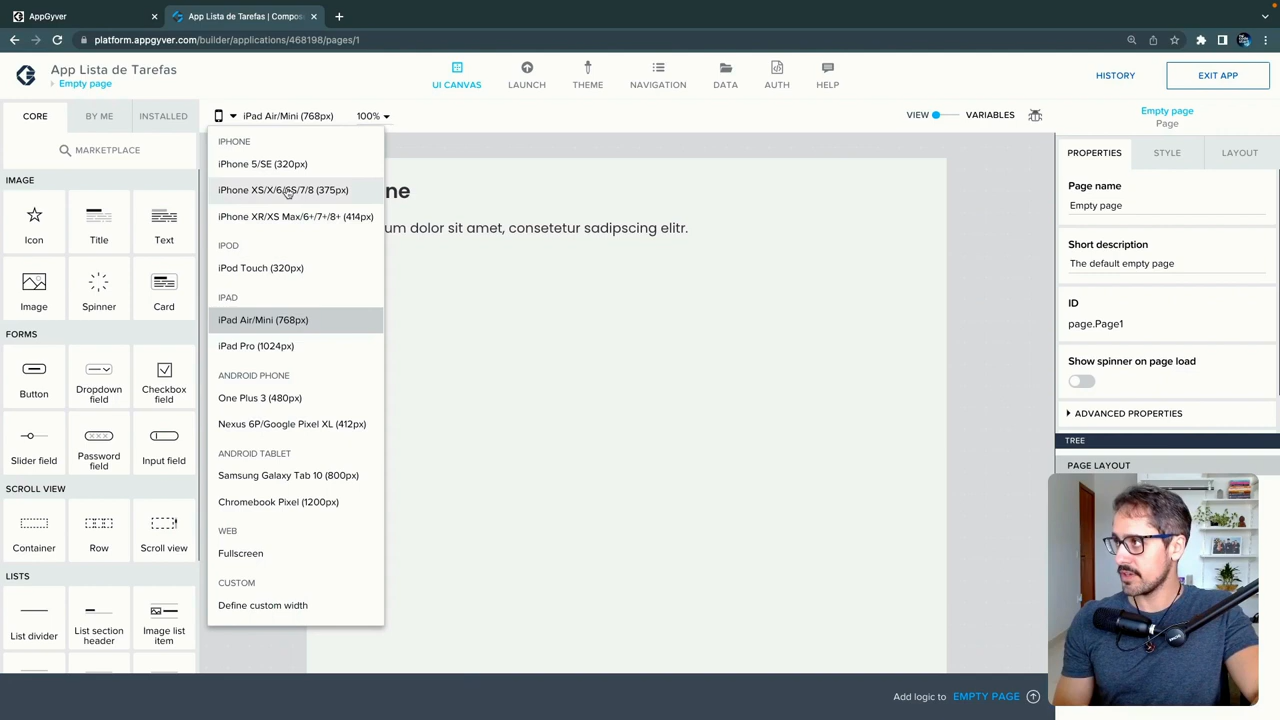 AppGyver
App Lista de Tarefas | Compos
platform.appgyver.com/builder/applications/468198/pages/1
App Lista de Tarefas
Empty page
UI CANVAS
LAUNCH
THEME
NAVIGATION
DATA
AUTH
HELP
HISTORY
EXIT APP
CORE
BY ME
INSTALLED
iPad Air/Mini (768px)
100%
VIEW
VARIABLES
Empty page
Page
MARKETPLACE
IMAGE
Icon
Title
Text
Image
Spinner
Card
FORMS
Button
Dropdown
field
Checkbox
field
Slider field
Password
field
Input field
SCROLL VIEW
Container
Row
Scroll view
LISTS
List divider
List section
header
Image list
item
IPHONE
iPhone 5/SE (320px)
iPhone XS/X/6/6S/7/8 (375px)
iPhone XR/XS Max/6+/7+/8+ (414px)
IPOD
iPod Touch (320px)
IPAD
iPad Air/Mini (768px)
iPad Pro (1024px)
ANDROID PHONE
One Plus 3 (480px)
Nexus 6P/Google Pixel XL (412px)
ANDROID TABLET
Samsung Galaxy Tab 10 (800px)
Chromebook Pixel (1200px)
WEB
Fullscreen
CUSTOM
Define custom width
ne
um dolor sit amet, consetetur sadipscing elitr.
PROPERTIES
STYLE
LAYOUT
Page name
Empty page
Short description
The default empty page
ID
page.Page1
Show spinner on page load
ADVANCED PROPERTIES
TREE
PAGE LAYOUT
Add logic to EMPTY PAGE